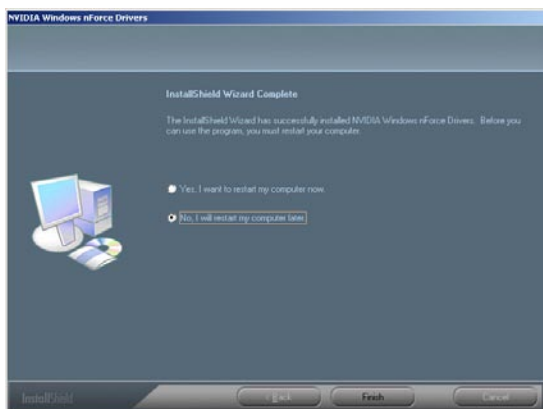 NVIDIA Windows nForce Drivers
InstallShield Wizard Complete
The InstallShield Wizard has successfully installed NVIDIA Windows nForce Drivers. Before you
can use the program, you must restart your computer.
Yes, I want to restart my computer now.
No, I will restart my computer later.
InstallShield
< Back
Finish
Cancel